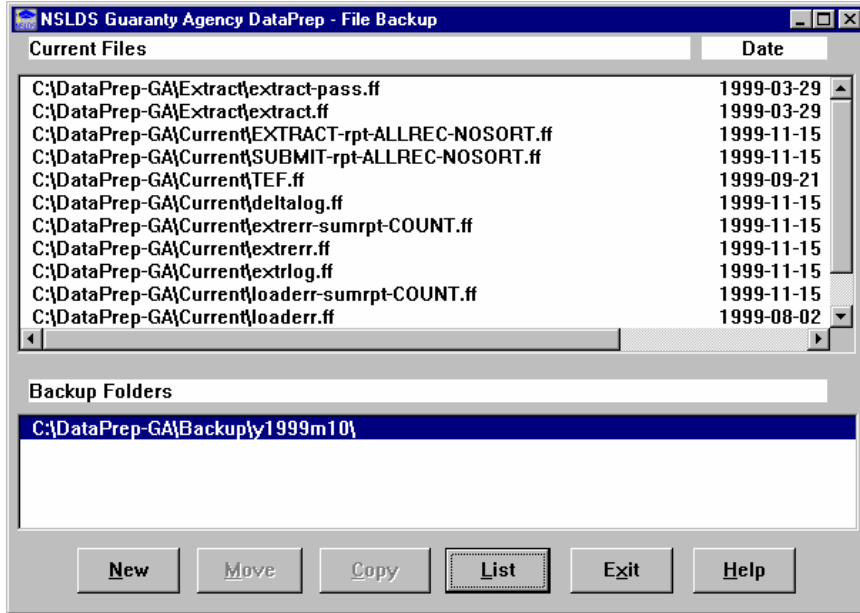 NSLDS Guaranty Agency DataPrep - File Backup
Current Files Date
C:\DataPrep-GA\Extract\extract-pass.ff 1999-03-29
C:\DataPrep-GA\Extract\extract.ff 1999-03-29
C:\DataPrep-GA\Current\EXTRACT-rpt-ALLREC-NOSORT.ff 1999-11-15
C:\DataPrep-GA\Current\SUBMIT-rpt-ALLREC-NOSORT.ff 1999-11-15
C:\DataPrep-GA\Current\TEF.ff 1999-09-21
C:\DataPrep-GA\Current\deltalog.ff 1999-11-15
C:\DataPrep-GA\Current\extrerr-sumrpt-COUNT.ff 1999-11-15
C:\DataPrep-GA\Current\extrerr.ff 1999-11-15
C:\DataPrep-GA\Current\extrlog.ff 1999-11-15
C:\DataPrep-GA\Current\loaderr-sumrpt-COUNT.ff 1999-11-15
C:\DataPrep-GA\Current\loaderr.ff 1999-08-02
Backup Folders
C:\DataPrep-GA\Backup\y1999m10\
New Move Copy List Exit Help